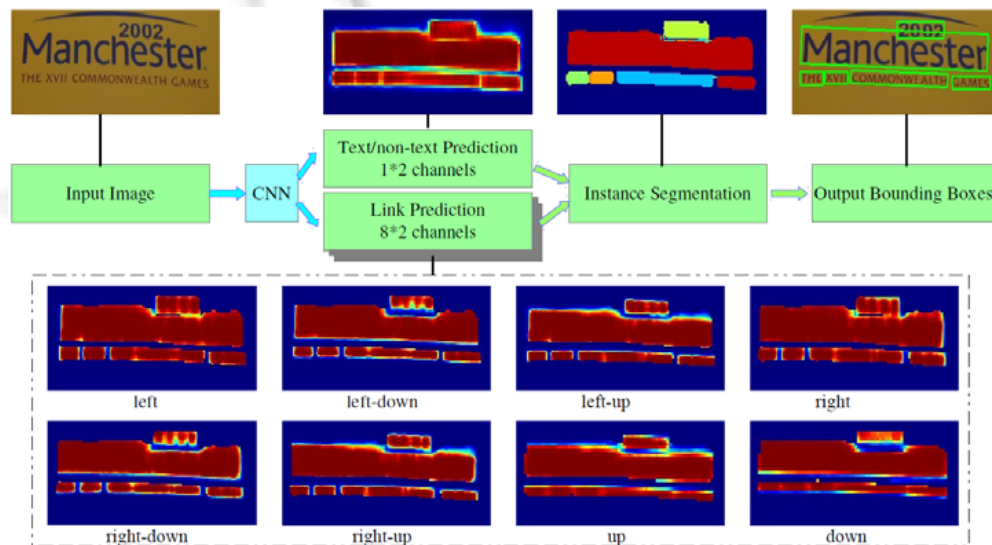 2002
Manchester
THE XVII COMMONWEALTH GAMES
2002
Manchester
THE XVII COMMONWEALTH GAMES
Input Image
CNN
Text/non-text Prediction
1*2 channels
Link Prediction
8*2 channels
Instance Segmentation
Output Bounding Boxes
left
left-down
left-up
right
right-down
right-up
up
down